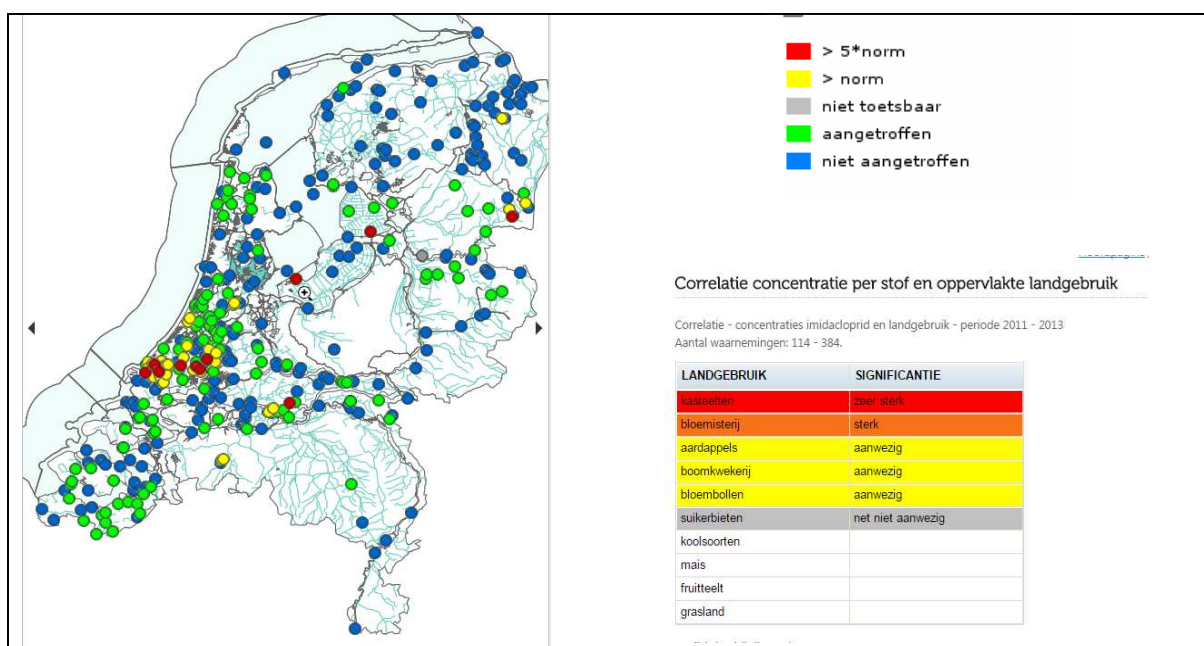 > 5*norm
> norm
niet toetsbaar
aangetroffen
niet aangetroffen
Correlatie concentratie per stof en oppervlakte landgebruik
Correlatie - concentraties imidacloprid en landgebruik - periode 2011 - 2013
Aantal waarnemingen: 114 - 384.
LANDGEBRUIK SIGNIFICANTIE
kasteelten zeer sterk
bloemisterij sterk
aardappels aanwezig
boomkwekerij aanwezig
bloembollen aanwezig
suikerbieten net niet aanwezig
koolsoorten
mais
fruitteelt
grasland